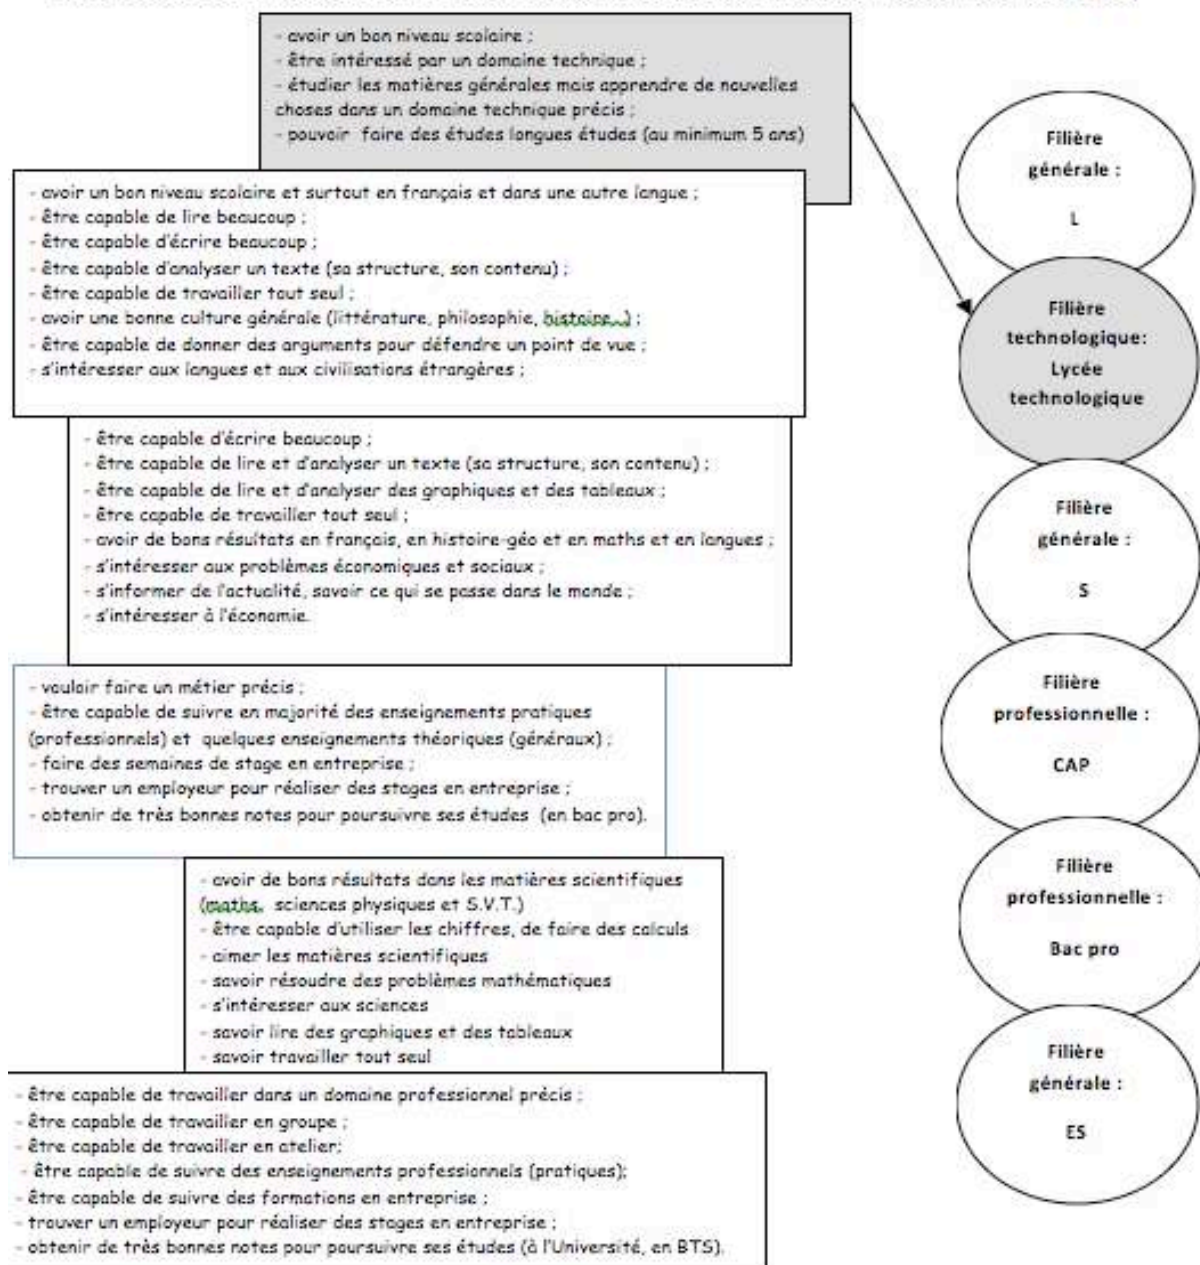 - avoir un bon niveau scolaire ;
- être intéressé par un domaine technique ;
- étudier les matières générales mais apprendre de nouvelles
choses dans un domaine technique précis ;
- pouvoir faire des études longues études (au minimum 5 ans)
- avoir un bon niveau scolaire et surtout en français et dans une autre langue ;
- être capable de lire beaucoup ;
- être capable d'écrire beaucoup ;
- être capable d'analyser un texte (sa structure, son contenu) ;
- être capable de travailler tout seul ;
- avoir une bonne culture générale (littérature, philosophie, histoire…) ;
- être capable de donner des arguments pour défendre un point de vue ;
- s'intéresser aux langues et aux civilisations étrangères ;
- être capable d'écrire beaucoup ;
- être capable de lire et d'analyser un texte (sa structure, son contenu) ;
- être capable de lire et d'analyser des graphiques et des tableaux ;
- être capable de travailler tout seul ;
- avoir de bons résultats en français, en histoire-géo et en maths et en langues ;
- s'intéresser aux problèmes économiques et sociaux ;
- s'informer de l'actualité, savoir ce qui se passe dans le monde ;
- s'intéresser à l'économie.
- vouloir faire un métier précis ;
- être capable de suivre en majorité des enseignements pratiques
(professionnels) et quelques enseignements théoriques (généraux) ;
- faire des semaines de stage en entreprise ;
- trouver un employeur pour réaliser des stages en entreprise ;
- obtenir de très bonnes notes pour poursuivre ses études (en bac pro).
- avoir de bons résultats dans les matières scientifiques
(maths, sciences physiques et S.V.T.)
- être capable d'utiliser les chiffres, de faire des calculs
- aimer les matières scientifiques
- savoir résoudre des problèmes mathématiques
- s'intéresser aux sciences
- savoir lire des graphiques et des tableaux
- savoir travailler tout seul
- être capable de travailler dans un domaine professionnel précis ;
- être capable de travailler en groupe ;
- être capable de travailler en atelier;
- être capable de suivre des enseignements professionnels (pratiques);
- être capable de suivre des formations en entreprise ;
- trouver un employeur pour réaliser des stages en entreprise ;
- obtenir de très bonnes notes pour poursuivre ses études (à l'Université, en BTS).
Filière
générale :
L
Filière
technologique:
Lycée
technologique
Filière
générale :
S
Filière
professionnelle :
CAP
Filière
professionnelle :
Bac pro
Filière
générale :
ES